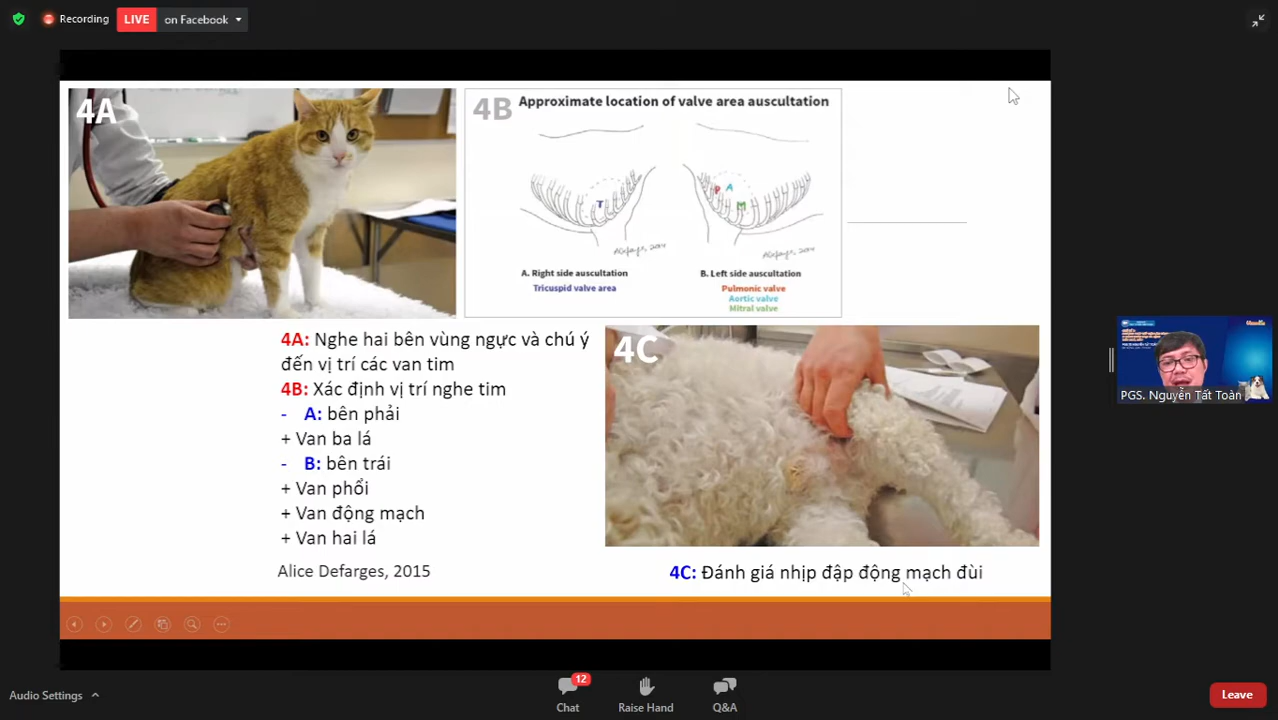 Recording
LIVE
on Facebook
4A
4B
Approximate location of valve area auscultation
T
P
A
M
A. Right side auscultation
Tricuspid valve area
B. Left side auscultation
Pulmonic valve
Aortic valve
Mitral valve
4A: Nghe hai bên vùng ngực và chú ý
đến vị trí các van tim
4B: Xác định vị trí nghe tim
- A: bên phải
+ Van ba lá
- B: bên trái
+ Van phổi
+ Van động mạch
+ Van hai lá
Alice Defarges, 2015
4C
4C: Đánh giá nhịp đập động mạch đùi
PGS. Nguyễn Tất Toàn
Audio Settings
12
Chat
Raise Hand
Q&A
Leave